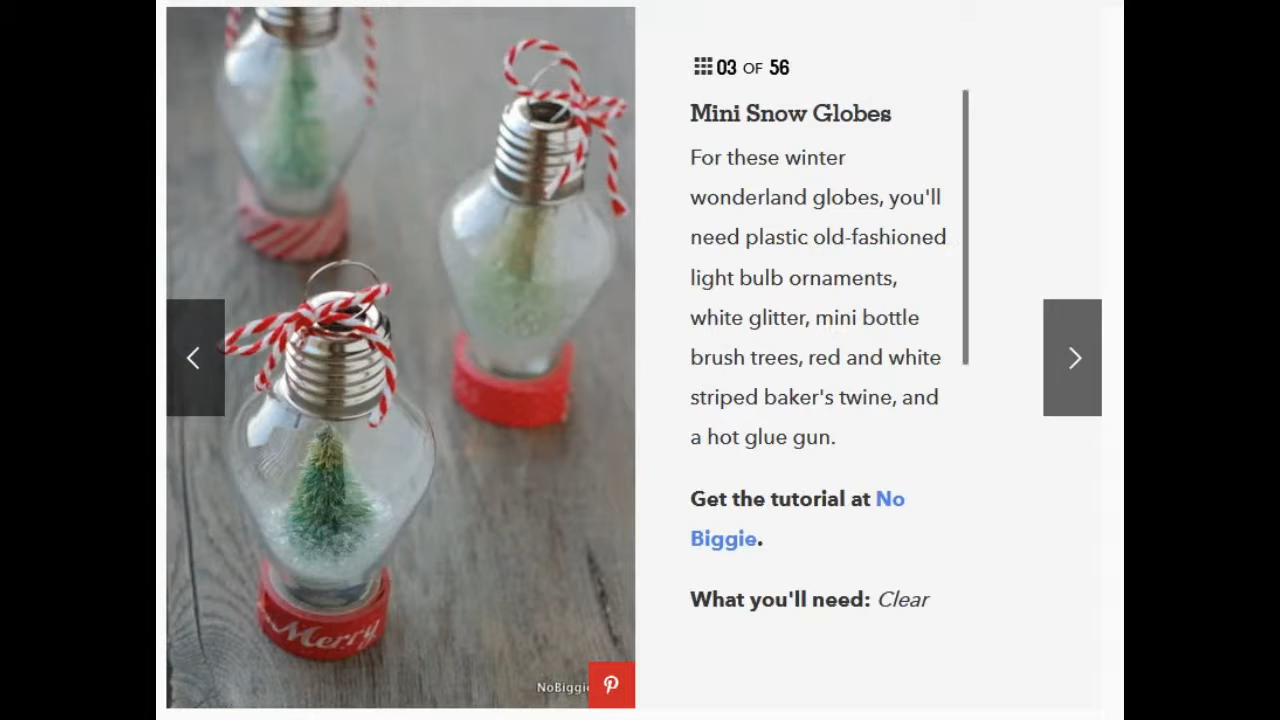 03 OF 56
Mini Snow Globes
For these winter
wonderland globes, you'll
need plastic old-fashioned
light bulb ornaments,
white glitter, mini bottle
brush trees, red and white
striped baker's twine, and
a hot glue gun.
Get the tutorial at No
Biggie.
What you'll need: Clear
Merry
NoBiggie